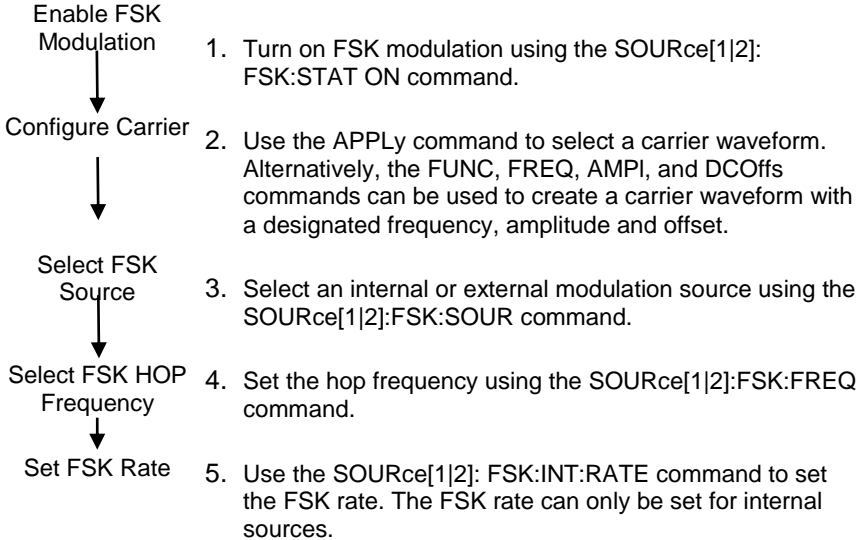 Enable FSK
Modulation
1. Turn on FSK modulation using the SOURce[1|2]:
FSK:STAT ON command.
Configure Carrier
2. Use the APPLy command to select a carrier waveform.
Alternatively, the FUNC, FREQ, AMPl, and DCOffs
commands can be used to create a carrier waveform with
a designated frequency, amplitude and offset.
Select FSK
Source
3. Select an internal or external modulation source using the
SOURce[1|2]:FSK:SOUR command.
Select FSK HOP
Frequency
4. Set the hop frequency using the SOURce[1|2]:FSK:FREQ
command.
Set FSK Rate
5. Use the SOURce[1|2]: FSK:INT:RATE command to set
the FSK rate. The FSK rate can only be set for internal
sources.